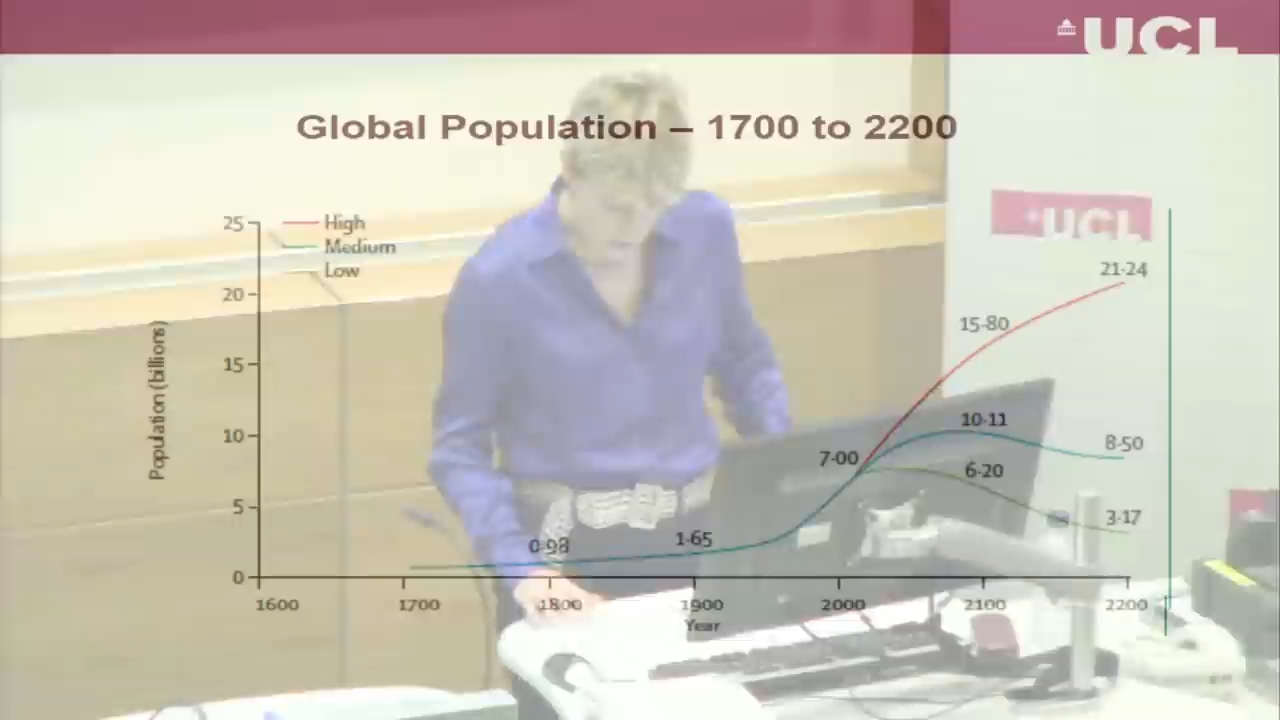 UCL
Global Population – 1700 to 2200
UCL
High
Medium
Low
25
20
15
10
5
0
Population (billions)
21·24
15·80
10·11
8·50
7·00
6·20
3·17
1·65
0·98
1600
1700
1800
1900
2000
2100
2200
Year